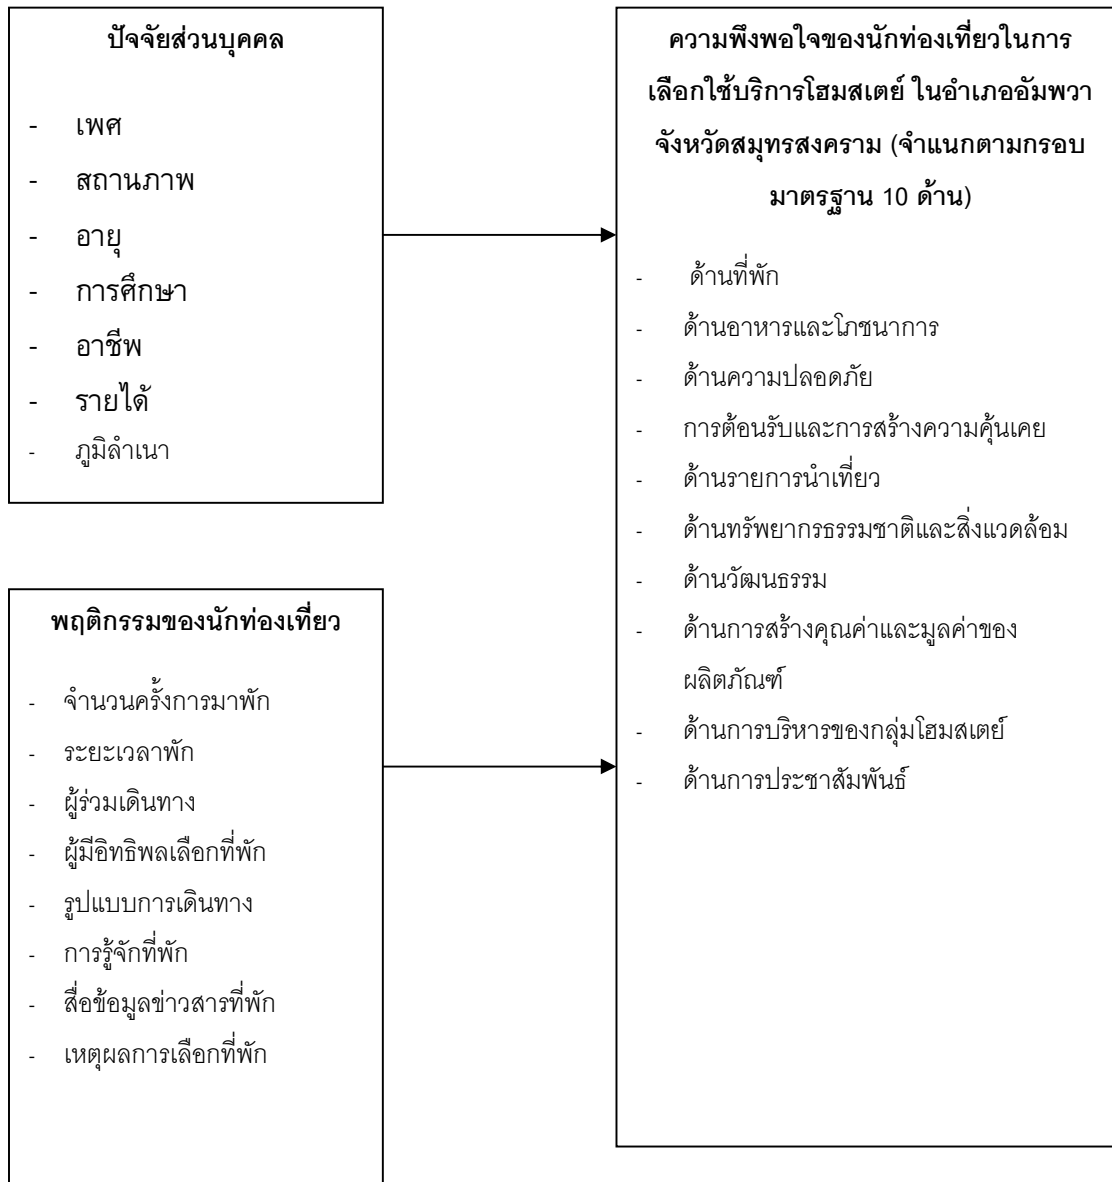 ปัจจัยส่วนบุคคล
- เพศ
- สถานภาพ
- อายุ
- การศึกษา
- อาชีพ
- รายได้
- ภูมิลำเนา
พฤติกรรมของนักท่องเที่ยว
- จำนวนครั้งการมาพัก
- ระยะเวลาพัก
- ผู้ร่วมเดินทาง
- ผู้มีอิทธิพลเลือกที่พัก
- รูปแบบการเดินทาง
- การรู้จักที่พัก
- สื่อข้อมูลข่าวสารที่พัก
- เหตุผลการเลือกที่พัก
ความพึงพอใจของนักท่องเที่ยวในการ
เลือกใช้บริการโฮมสเตย์ ในอำเภออัมพวา
จังหวัดสมุทรสงคราม (จำแนกตามกรอบ
มาตรฐาน 10 ด้าน)
- ด้านที่พัก
- ด้านอาหารและโภชนาการ
- ด้านความปลอดภัย
- การต้อนรับและการสร้างความคุ้นเคย
- ด้านรายการนำเที่ยว
- ด้านทรัพยากรธรรมชาติและสิ่งแวดล้อม
- ด้านวัฒนธรรม
- ด้านการสร้างคุณค่าและมูลค่าของ
ผลิตภัณฑ์
- ด้านการบริหารของกลุ่มโฮมสเตย์
- ด้านการประชาสัมพันธ์